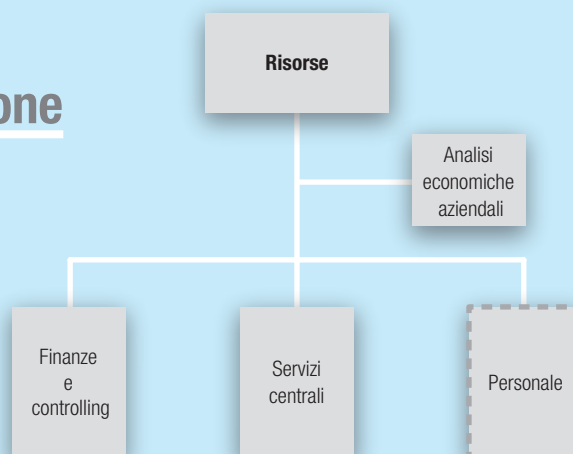 Risorse
one
Analisi
economiche
aziendali
Finanze
e
controlling
Servizi
centrali
Personale